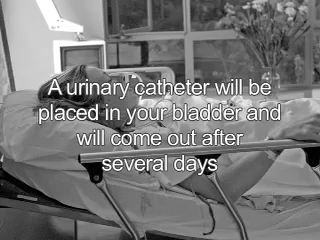 A urinary catheter will be
placed in your bladder and
will come out after
several days